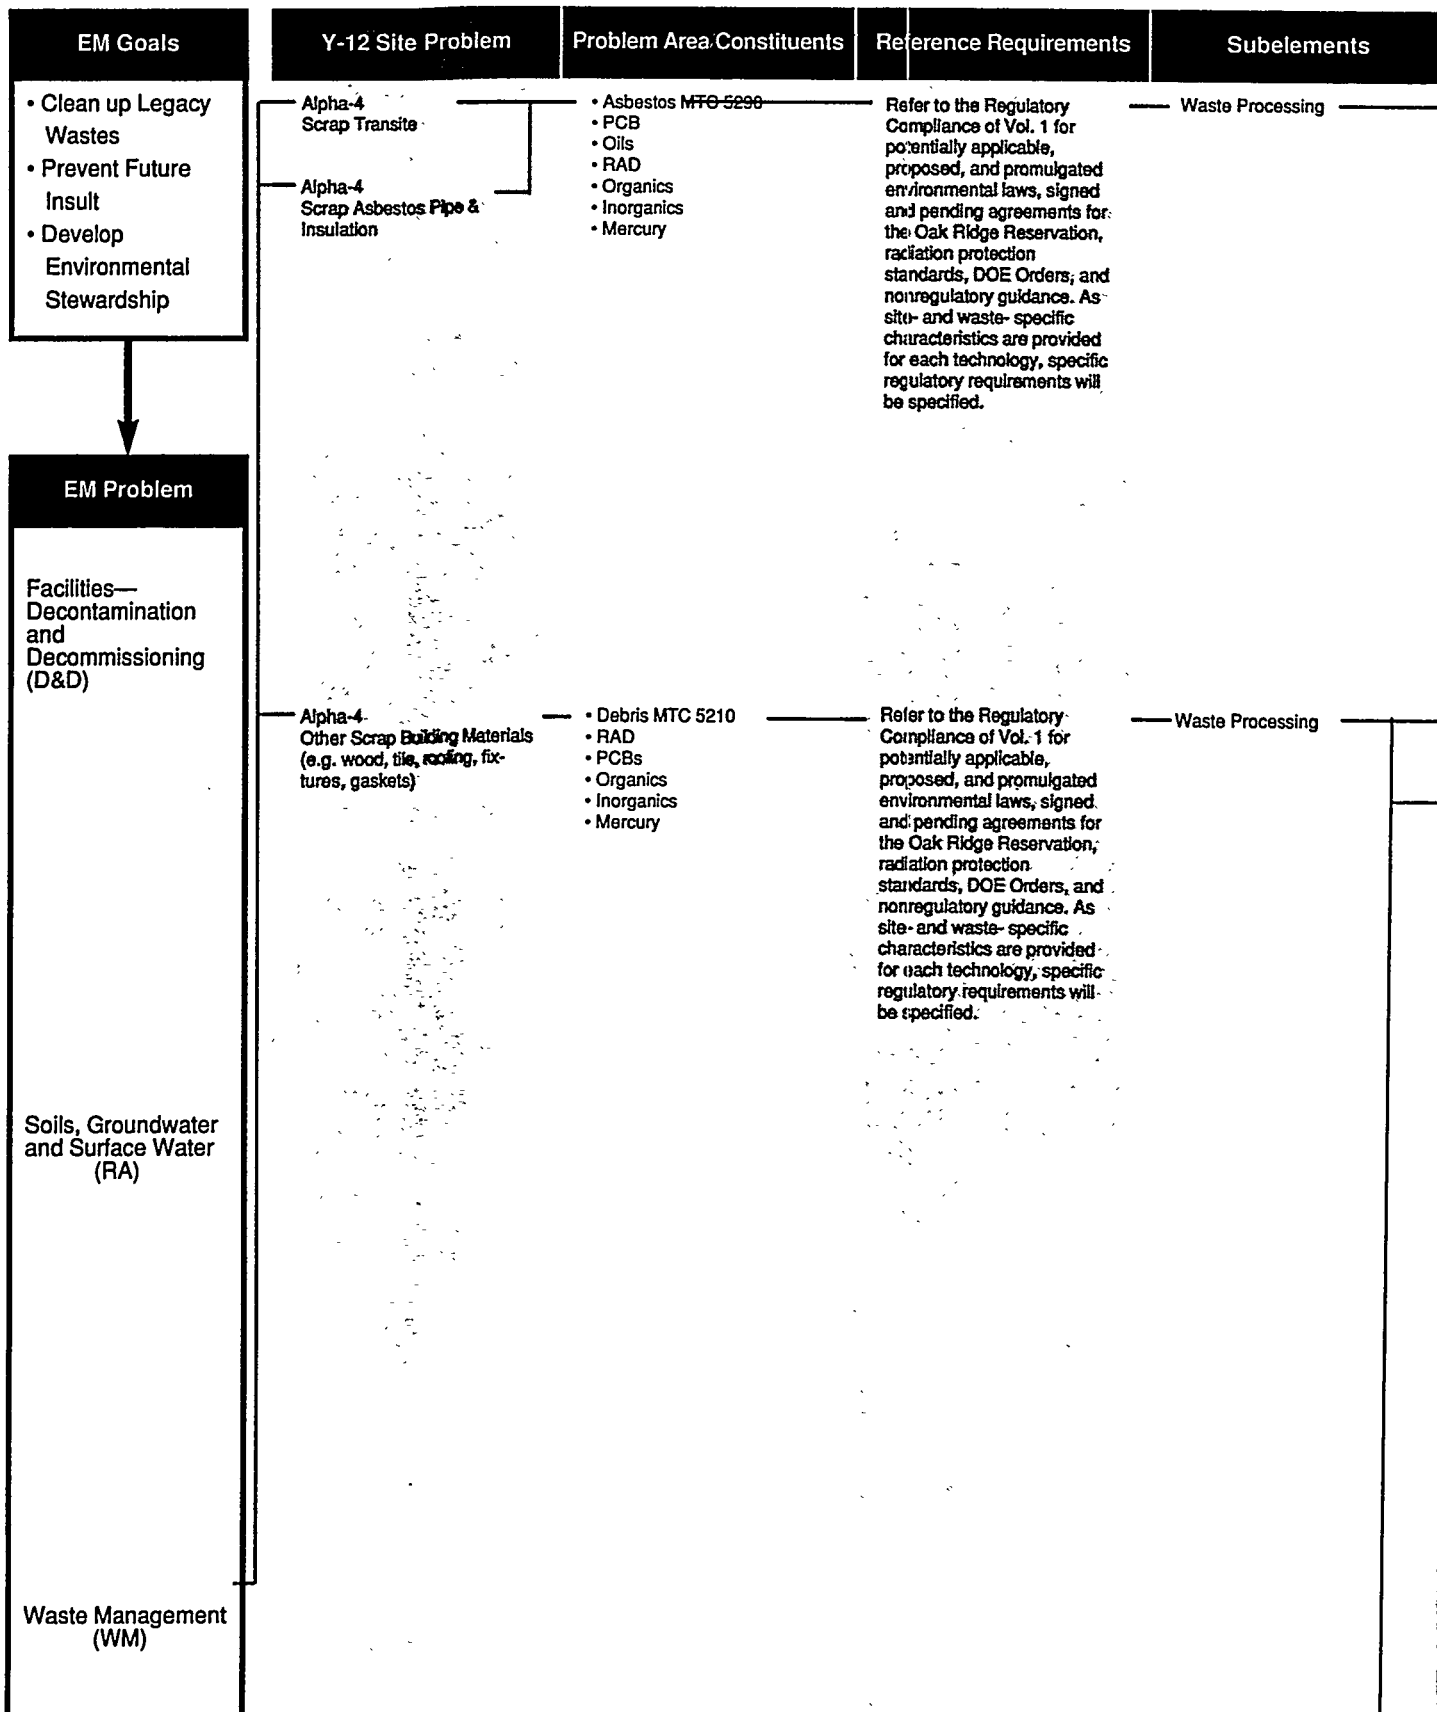 EM Goals
• Clean up Legacy
Wastes
• Prevent Future
Insult
• Develop
Environmental
Stewardship
EM Problem
Facilities—
Decontamination
and
Decommissioning
(D&D)
Soils, Groundwater
and Surface Water
(RA)
Waste Management
(WM)
Y-12 Site Problem
Alpha-4
Scrap Transite
Alpha-4
Scrap Asbestos Pipe &
Insulation
Alpha-4
Other Scrap Building Materials
(e.g. wood, tile, roofing, fix-
tures, gaskets)
Problem Area Constituents
• Asbestos MTC 5290
• PCB
• Oils
• RAD
• Organics
• Inorganics
• Mercury
• Debris MTC 5210
• RAD
• PCBs
• Organics
• Inorganics
• Mercury
Reference Requirements
Refer to the Regulatory
Compliance of Vol. 1 for
potentially applicable,
proposed, and promulgated
environmental laws, signed
and pending agreements for
the Oak Ridge Reservation,
radiation protection
standards, DOE Orders, and
nonregulatory guidance. As
site- and waste- specific
characteristics are provided
for each technology, specific
regulatory requirements will
be specified.
Refer to the Regulatory
Compliance of Vol. 1 for
potentially applicable,
proposed, and promulgated
environmental laws, signed
and pending agreements for
the Oak Ridge Reservation,
radiation protection
standards, DOE Orders, and
nonregulatory guidance. As
site- and waste- specific
characteristics are provided
for each technology, specific
regulatory requirements will
be specified.
Subelements
Waste Processing
Waste Processing